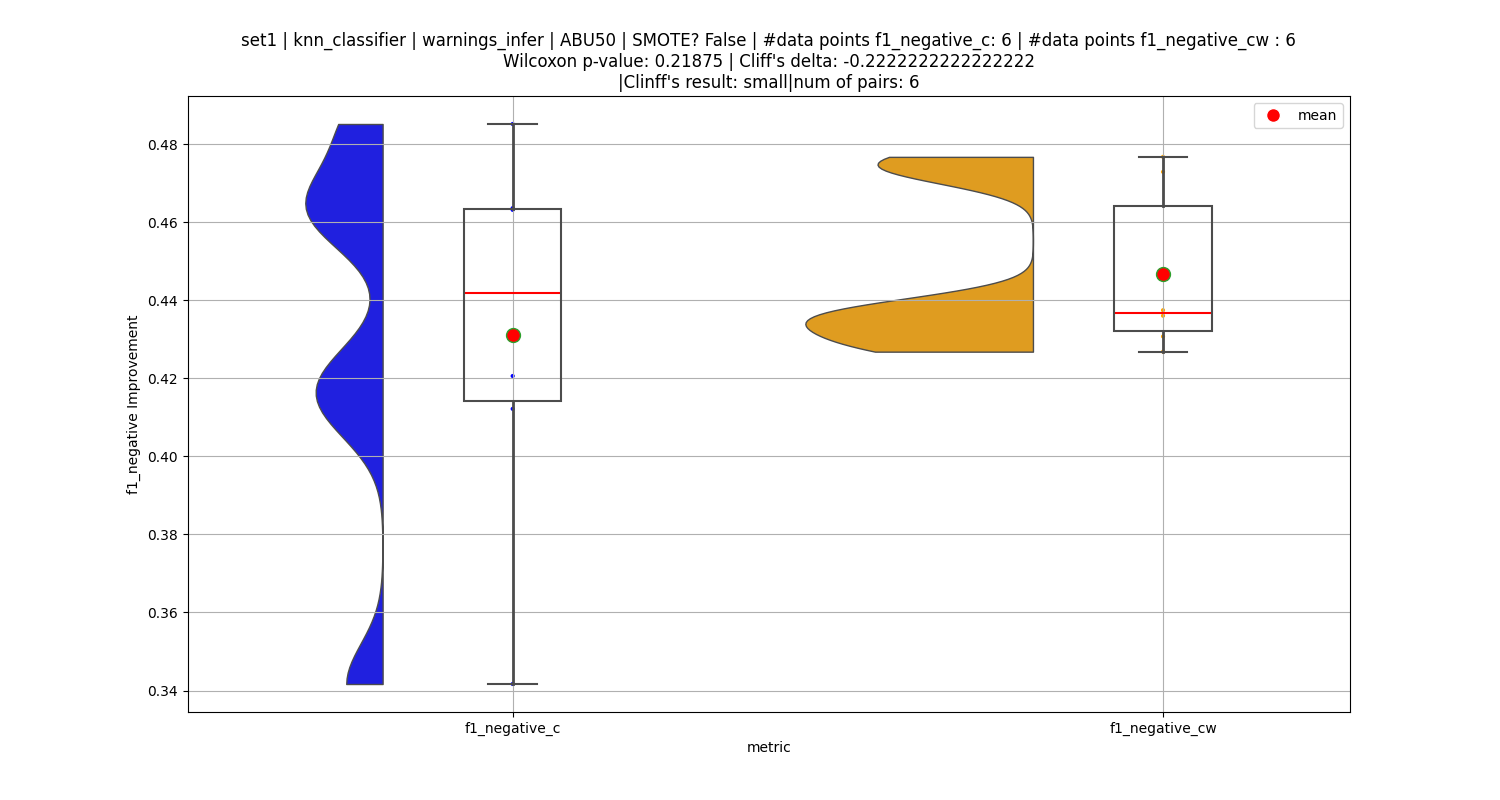 set1 | knn_classifier | warnings_infer | ABU50 | SMOTE? False | #data points f1_negative_c: 6 | #data points f1_negative_cw : 6
Wilcoxon p-value: 0.21875 | Cliff's delta: -0.2222222222222222
|Clinff's result: small|num of pairs: 6
mean
0.48
0.46
0.44
0.42
0.40
0.38
0.36
0.34
f1_negative Improvement
f1_negative_c
f1_negative_cw
metric